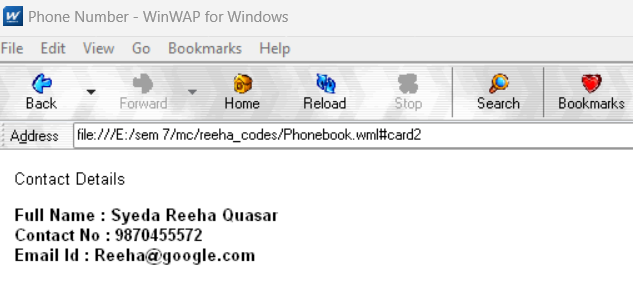 Phone Number - WinWAP for Windows
File Edit View Go Bookmarks Help
Back Forward Home Reload Stop Search Bookmarks
Address file:///E:/sem 7/mc/reeha_codes/Phonebook.wml#card2
Contact Details
Full Name : Syeda Reeha Quasar
Contact No : 9870455572
Email Id : Reeha@google.com